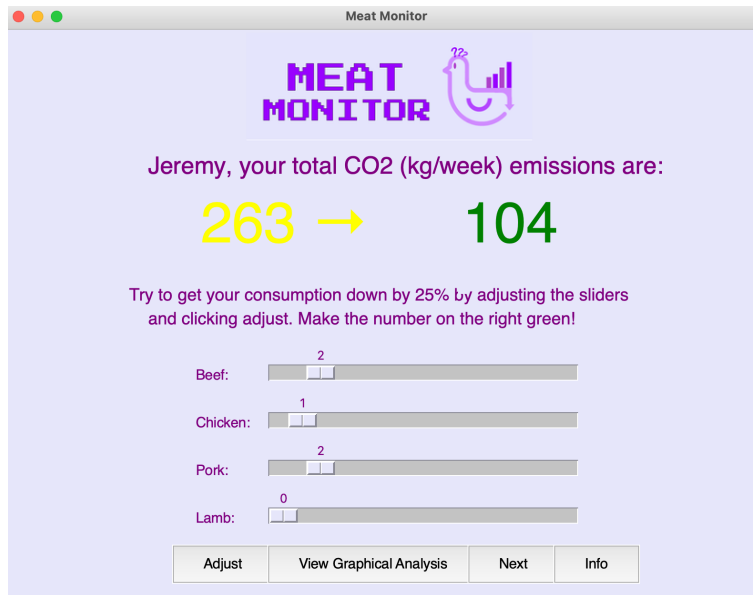 Meat Monitor
MEAT
MONITOR
Jeremy, your total CO2 (kg/week) emissions are:
263 → 104
Try to get your consumption down by 25% by adjusting the sliders
and clicking adjust. Make the number on the right green!
2
Beef:
1
Chicken:
2
Pork:
0
Lamb:
Adjust View Graphical Analysis Next Info